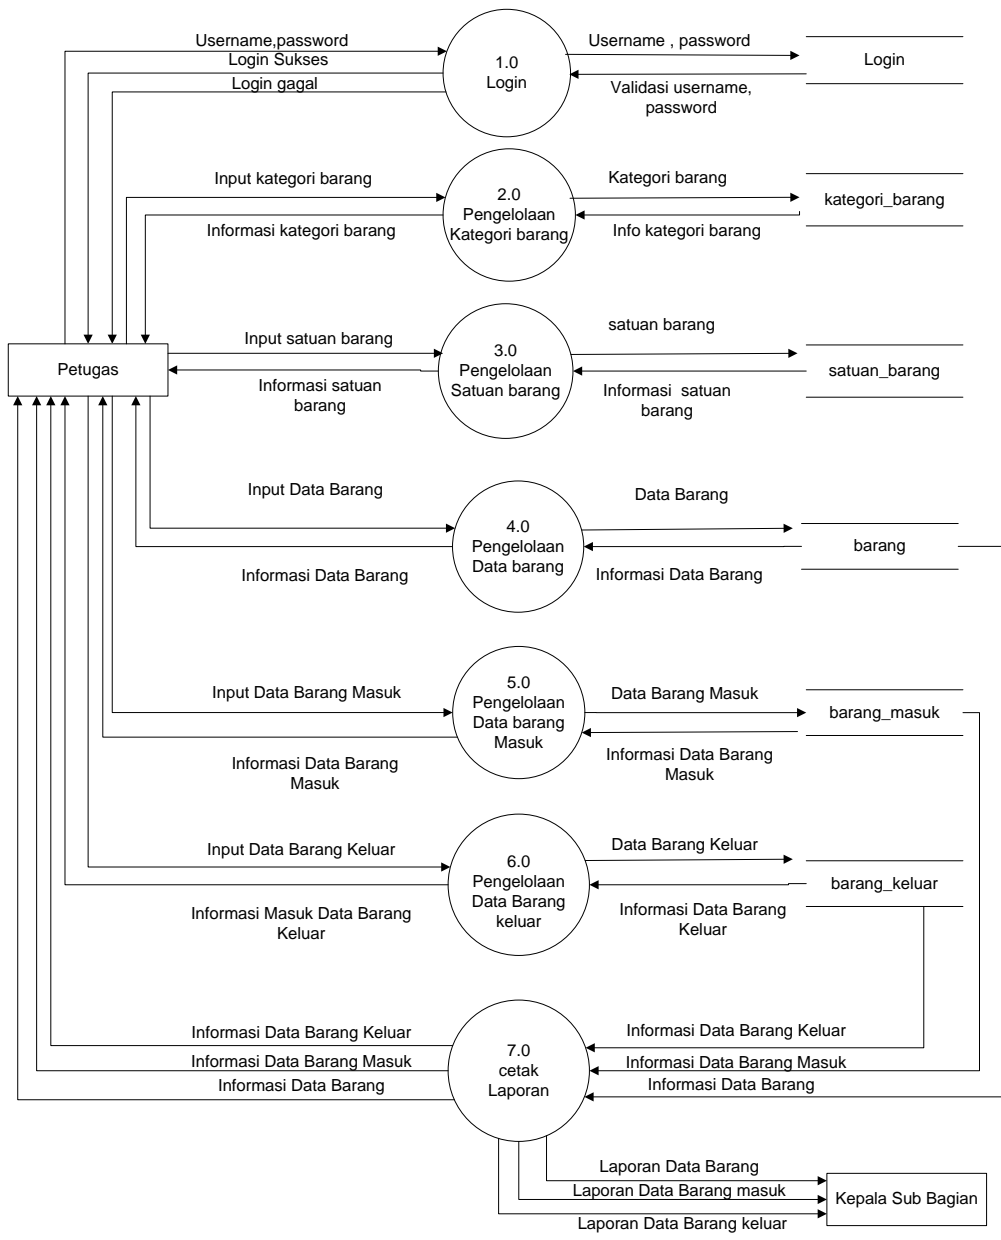 Username,password
Login Sukses
Login gagal
1.0
Login
Username , password
Validasi username,
password
Login
Input kategori barang
Informasi kategori barang
2.0
Pengelolaan
Kategori barang
Kategori barang
Info kategori barang
kategori_barang
Petugas
Input satuan barang
Informasi satuan
barang
3.0
Pengelolaan
Satuan barang
satuan barang
Informasi  satuan
barang
satuan_barang
Input Data Barang
Informasi Data Barang
4.0
Pengelolaan
Data barang
Data Barang
Informasi Data Barang
barang
Input Data Barang Masuk
Informasi Data Barang
Masuk
5.0
Pengelolaan
Data barang
Masuk
Data Barang Masuk
Informasi Data Barang
Masuk
barang_masuk
Input Data Barang Keluar
Informasi Masuk Data Barang
Keluar
6.0
Pengelolaan
Data Barang
keluar
Data Barang Keluar
Informasi Data Barang
Keluar
barang_keluar
Informasi Data Barang Keluar
Informasi Data Barang Masuk
Informasi Data Barang
7.0
cetak
Laporan
Informasi Data Barang Keluar
Informasi Data Barang Masuk
Informasi Data Barang
Laporan Data Barang
Laporan Data Barang masuk
Laporan Data Barang keluar
Kepala Sub Bagian